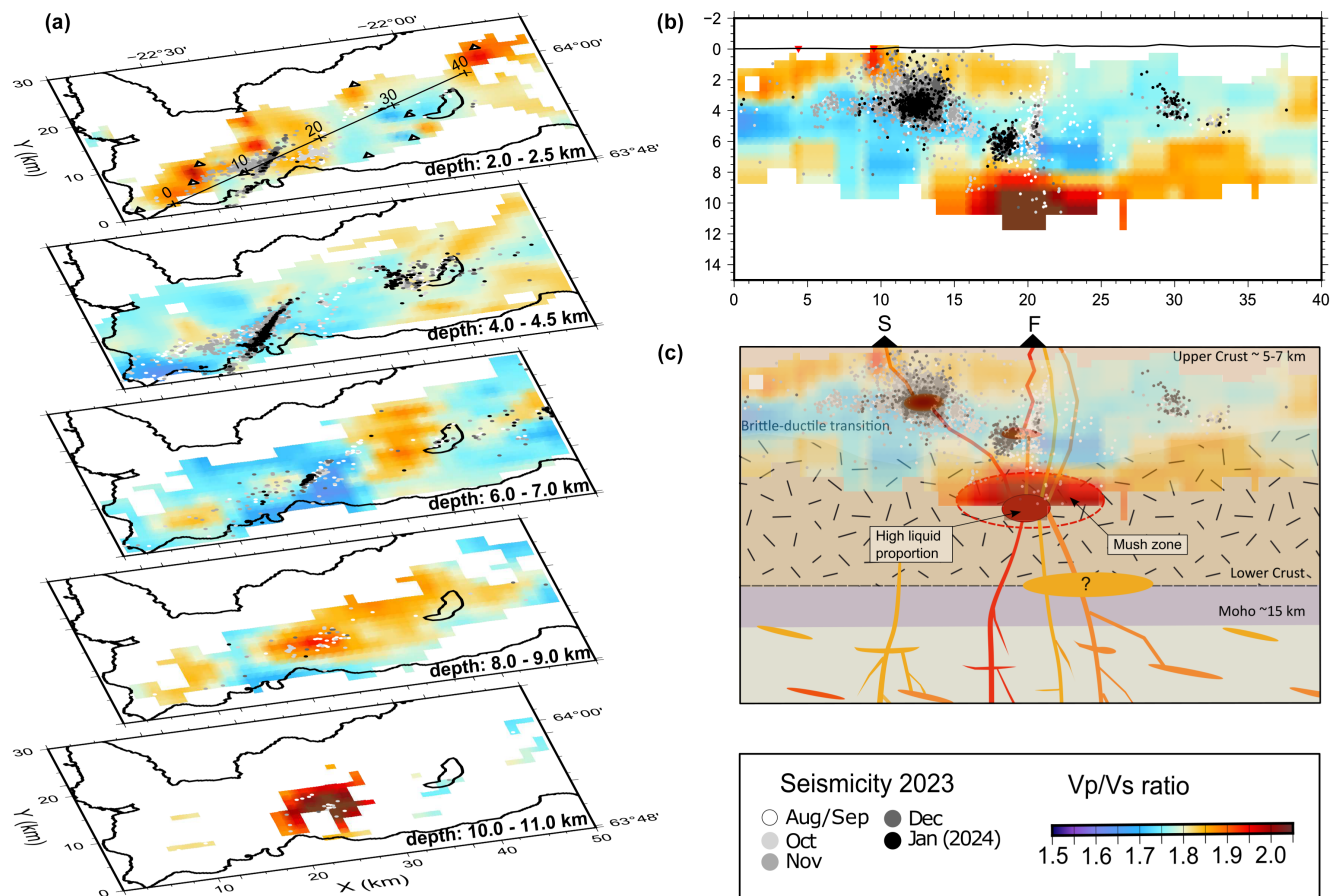 (a)
−22°30'
−22°00'
64°00'
30
20
10
0
Y (km)
0
10
20
30
40
depth: 2.0 - 2.5 km
63°48'
depth: 4.0 - 4.5 km
depth: 6.0 - 7.0 km
depth: 8.0 - 9.0 km
64°00'
30
20
10
0
Y (km)
depth: 10.0 - 11.0 km
63°48'
10
20
30
40
50
X (km)
(b)
−2
0
2
4
6
8
10
12
14
0
5
10
15
20
25
30
35
40
S
F
(c)
Upper Crust ~ 5-7 km
Brittle-ductile transition
High liquid
proportion
Mush zone
Lower Crust
?
Moho ~15 km
Seismicity 2023
Aug/Sep
Oct
Nov
Dec
Jan (2024)
Vp/Vs ratio
1.5 1.6 1.7 1.8 1.9 2.0